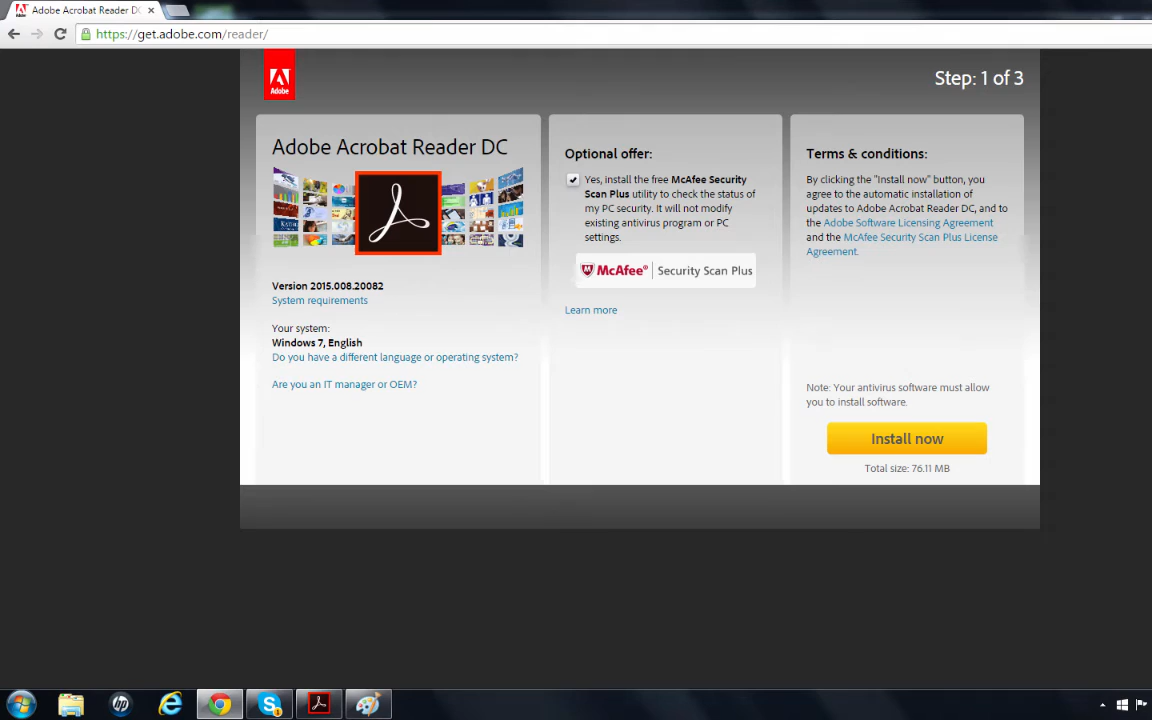 Adobe Acrobat Reader DC
https://get.adobe.com/reader/
Adobe
Step: 1 of 3
Adobe Acrobat Reader DC
Version 2015.008.20082
System requirements
Your system:
Windows 7, English
Do you have a different language or operating system?
Are you an IT manager or OEM?
Optional offer:
Yes, install the free McAfee Security
Scan Plus utility to check the status of
my PC security. It will not modify
existing antivirus program or PC
settings.
McAfee® Security Scan Plus
Learn more
Terms & conditions:
By clicking the "Install now" button, you
agree to the automatic installation of
updates to Adobe Acrobat Reader DC, and to
the Adobe Software Licensing Agreement
and the McAfee Security Scan Plus License
Agreement.
Note: Your antivirus software must allow
you to install software.
Install now
Total size: 76.11 MB
hp